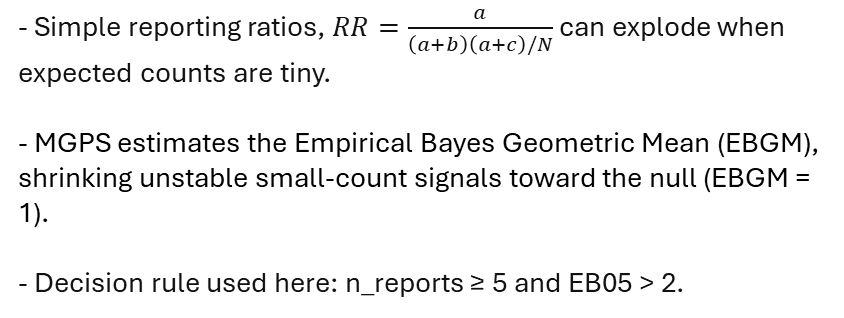 - Simple reporting ratios, RR = a / (a+b)(a+c)/N can explode when
expected counts are tiny.
- MGPS estimates the Empirical Bayes Geometric Mean (EBGM),
shrinking unstable small-count signals toward the null (EBGM =
1).
- Decision rule used here: n_reports ≥ 5 and EB05 > 2.